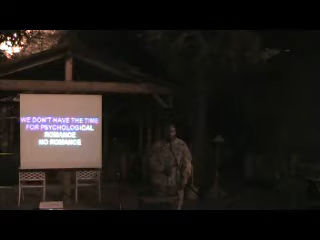 WE DON'T HAVE THE TIME
FOR PSYCHOLOGICAL
ROMANCE
NO ROMANCE